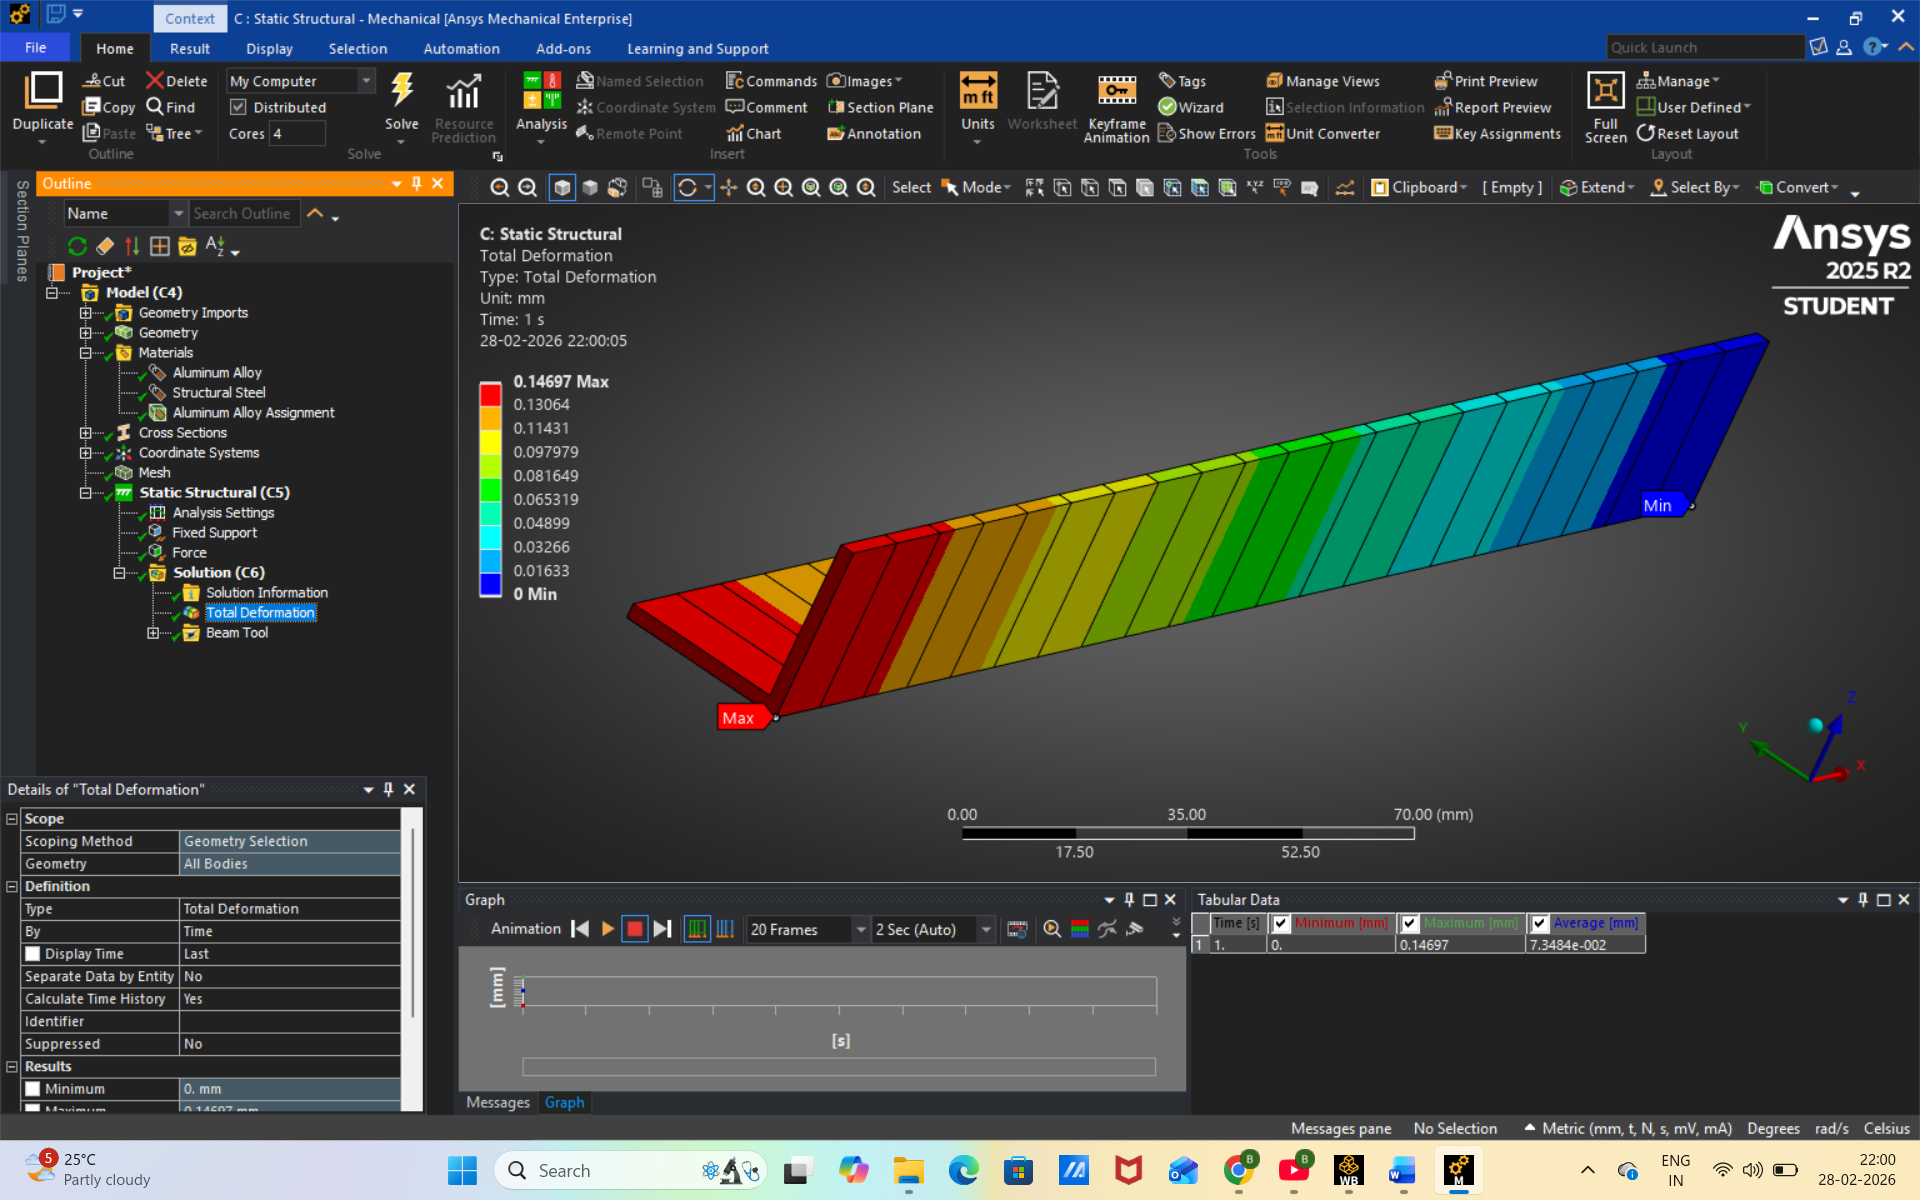 Context
C : Static Structural - Mechanical [Ansys Mechanical Enterprise]
File Home Result Display Selection Automation Add-ons Learning and Support
Quick Launch
Duplicate
Cut
Copy
Paste
Delete
Find
Tree
Outline
My Computer
Distributed
Cores 4
Solve
Resource Prediction
Solve
Analysis
Named Selection
Coordinate System
Remote Point
Commands
Comment
Chart
Images
Section Plane
Annotation
Insert
Units
Worksheet
Keyframe Animation
Tags
Wizard
Show Errors
Manage Views
Selection Information
Unit Converter
Print Preview
Report Preview
Key Assignments
Tools
Full Screen
Manage
User Defined
Reset Layout
Layout
Section Planes
Outline
Select Mode Clipboard [ Empty ] Extend Select By Convert
Name Search Outline
Project*
Model (C4)
Geometry Imports
Geometry
Materials
Aluminum Alloy
Structural Steel
Aluminum Alloy Assignment
Cross Sections
Coordinate Systems
Mesh
Static Structural (C5)
Analysis Settings
Fixed Support
Force
Solution (C6)
Solution Information
Total Deformation
Beam Tool
C: Static Structural
Total Deformation
Type: Total Deformation
Unit: mm
Time: 1 s
28-02-2026 22:00:05
0.14697 Max
0.13064
0.11431
0.097979
0.081649
0.065319
0.04899
0.03266
0.01633
0 Min
Ansys
2025 R2
STUDENT
Min
Max
Z
Y
X
0.00 35.00 70.00 (mm)
17.50 52.50
Details of "Total Deformation"
Scope
Scoping Method Geometry Selection
Geometry All Bodies
Definition
Type Total Deformation
By Time
Display Time Last
Separate Data by Entity No
Calculate Time History Yes
Identifier
Suppressed No
Results
Minimum 0. mm
Maximum 0.14697 mm
Graph
Animation 20 Frames 2 Sec (Auto)
[mm]
[s]
Messages Graph
Tabular Data
Time [s] Minimum [mm] Maximum [mm] Average [mm]
1 1. 0. 0.14697 7.3484e-002
Messages pane No Selection Metric (mm, t, N, s, mV, mA) Degrees rad/s Celsius
5
25°C
Partly cloudy
Search
B
B
WB
W
M
ENG
IN
22:00
28-02-2026